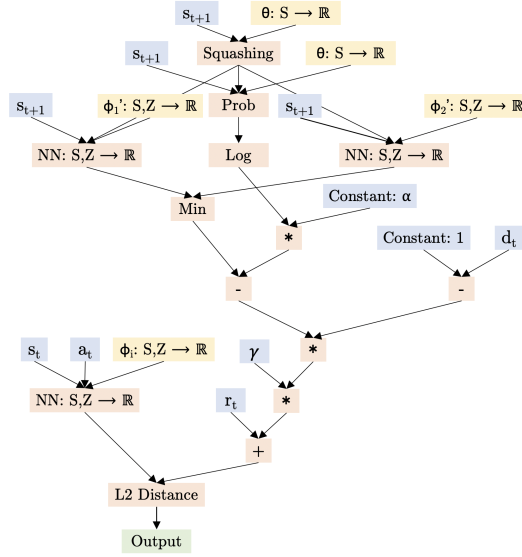 s_{t+1}
θ: S → ℝ
Squashing
s_{t+1}
θ: S → ℝ
s_{t+1}
ϕ₁': S,Z → ℝ
Prob
s_{t+1}
ϕ₂': S,Z → ℝ
NN: S,Z → ℝ
Log
NN: S,Z → ℝ
Min
Constant: α
*
Constant: 1
d_t
-
-
s_t
a_t
ϕ_i: S,Z → ℝ
γ
*
NN: S,Z → ℝ
r_t
*
+
L2 Distance
Output